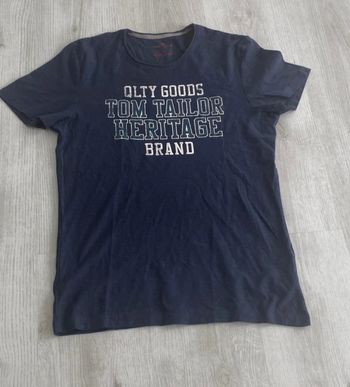 QLTY GOODS
TOM TAILOR
HERITAGE
BRAND